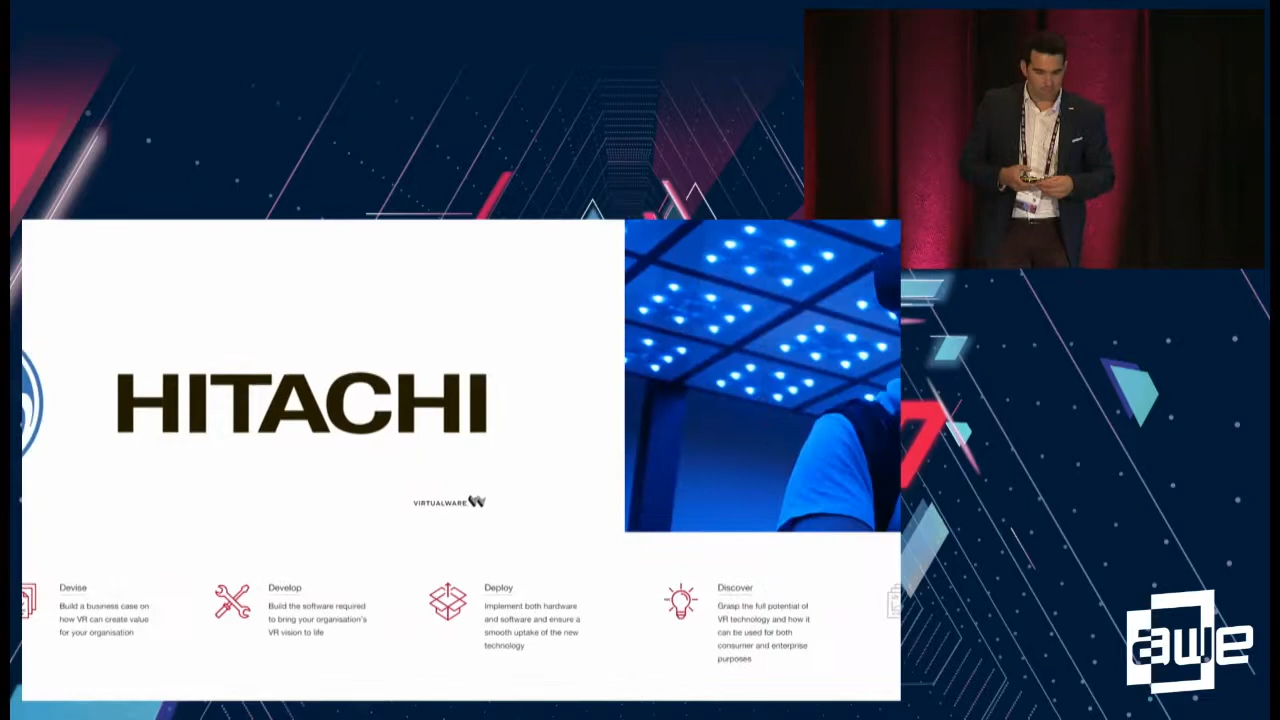 HITACHI
VIRTUALWARE
Devise
Build a business case on
how VR can create value
for your organisation
Develop
Build the software required
to bring your organisation's
VR vision to life
Deploy
Implement both hardware
and software and ensure a
smooth uptake of the new
technology
Discover
Grasp the full potential of
VR technology and how it
can be used for both
consumer and enterprise
purposes
awe